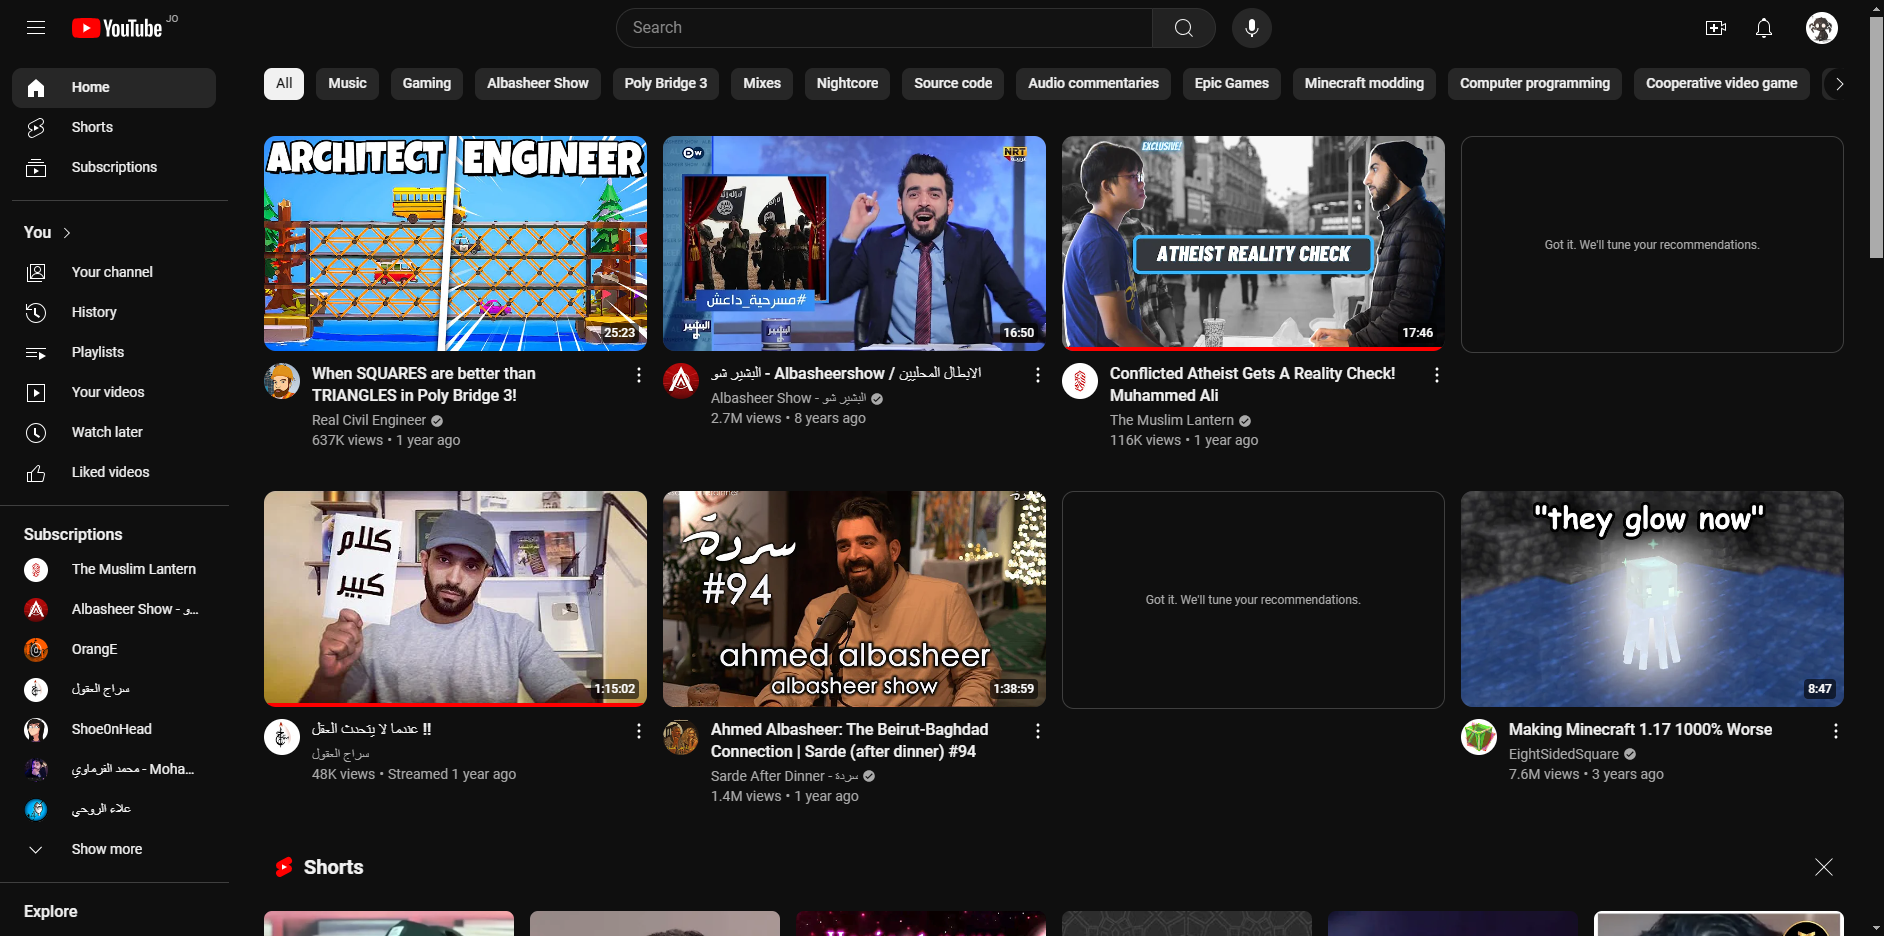 YouTube JO
Search
Home
Shorts
Subscriptions
You
Your channel
History
Playlists
Your videos
Watch later
Liked videos
Subscriptions
The Muslim Lantern
Albasheer Show - و...
OrangE
سراج العقول
Shoe0nHead
محمد الفرماوي - Moha...
علاء الروحي
Show more
Explore
All
Music
Gaming
Albasheer Show
Poly Bridge 3
Mixes
Nightcore
Source code
Audio commentaries
Epic Games
Minecraft modding
Computer programming
Cooperative video game
ARCHITECT ENGINEER
25:23
When SQUARES are better than
TRIANGLES in Poly Bridge 3!
Real Civil Engineer
637K views • 1 year ago
DW
NRT
عربية
#مسرحية_داعش
البشير
البشير
16:50
البشير شو - Albasheershow / الابطال المحليين
Albasheer Show - البشير شو
2.7M views • 8 years ago
EXCLUSIVE!
ATHEIST REALITY CHECK
17:46
Conflicted Atheist Gets A Reality Check!
Muhammed Ali
The Muslim Lantern
116K views • 1 year ago
Got it. We'll tune your recommendations.
كلام
كبير
1:15:02
عندما لا يتحدث العقل !!
سراج العقول
48K views • Streamed 1 year ago
سردة
#94
ahmed albasheer
albasheer show
1:38:59
Ahmed Albasheer: The Beirut-Baghdad
Connection | Sarde (after dinner) #94
Sarde After Dinner - سردة
1.4M views • 1 year ago
Got it. We'll tune your recommendations.
"they glow now"
8:47
Making Minecraft 1.17 1000% Worse
EightSidedSquare
7.6M views • 3 years ago
Shorts